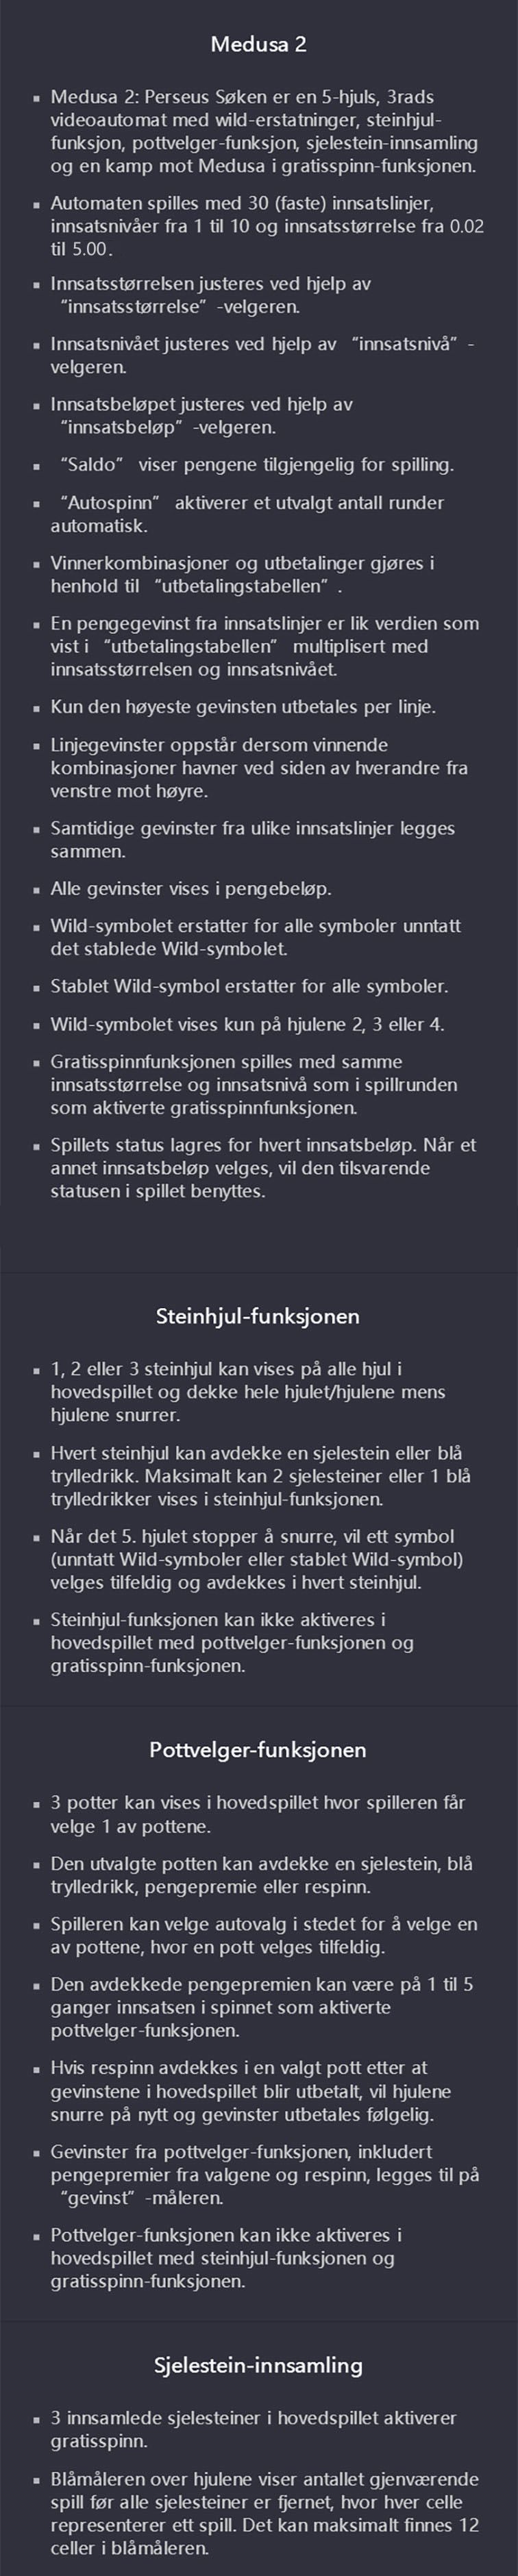 Medusa 2
▪ Medusa 2: Perseus Søken er en 5-hjuls, 3rads
videoautomat med wild-erstatninger, steinhjul-
funksjon, pottvelger-funksjon, sjelestein-innsamling
og en kamp mot Medusa i gratisspinn-funksjonen.
▪ Automaten spilles med 30 (faste) innsatslinjer,
innsatsnivåer fra 1 til 10 og innsatsstørrelse fra 0.02
til 5.00.
▪ Innsatsstørrelsen justeres ved hjelp av
“innsatsstørrelse” -velgeren.
▪ Innsatsnivået justeres ved hjelp av “innsatsnivå” -
velgeren.
▪ Innsatsbeløpet justeres ved hjelp av
“innsatsbeløp” -velgeren.
▪ “Saldo” viser pengene tilgjengelig for spilling.
▪ “Autospinn” aktiverer et utvalgt antall runder
automatisk.
▪ Vinnerkombinasjoner og utbetalinger gjøres i
henhold til “utbetalingstabellen” .
▪ En pengegevinst fra innsatslinjer er lik verdien som
vist i “utbetalingstabellen” multiplisert med
innsatsstørrelsen og innsatsnivået.
▪ Kun den høyeste gevinsten utbetales per linje.
▪ Linjegevinster oppstår dersom vinnende
kombinasjoner havner ved siden av hverandre fra
venstre mot høyre.
▪ Samtidige gevinster fra ulike innsatslinjer legges
sammen.
▪ Alle gevinster vises i pengebeløp.
▪ Wild-symbolet erstatter for alle symboler unntatt
det stablede Wild-symbolet.
▪ Stablet Wild-symbol erstatter for alle symboler.
▪ Wild-symbolet vises kun på hjulene 2, 3 eller 4.
▪ Gratisspinnfunksjonen spilles med samme
innsatsstørrelse og innsatsnivå som i spillrunden
som aktiverte gratisspinnfunksjonen.
▪ Spillets status lagres for hvert innsatsbeløp. Når et
annet innsatsbeløp velges, vil den tilsvarende
statusen i spillet benyttes.
Steinhjul-funksjonen
▪ 1, 2 eller 3 steinhjul kan vises på alle hjul i
hovedspillet og dekke hele hjulet/hjulene mens
hjulene snurrer.
▪ Hvert steinhjul kan avdekke en sjelestein eller blå
trylledrikk. Maksimalt kan 2 sjelesteiner eller 1 blå
trylledrikker vises i steinhjul-funksjonen.
▪ Når det 5. hjulet stopper å snurre, vil ett symbol
(unntatt Wild-symboler eller stablet Wild-symbol)
velges tilfeldig og avdekkes i hvert steinhjul.
▪ Steinhjul-funksjonen kan ikke aktiveres i
hovedspillet med pottvelger-funksjonen og
gratisspinn-funksjonen.
Pottvelger-funksjonen
▪ 3 potter kan vises i hovedspillet hvor spilleren får
velge 1 av pottene.
▪ Den utvalgte potten kan avdekke en sjelestein, blå
trylledrikk, pengepremie eller respinn.
▪ Spilleren kan velge autovalg i stedet for å velge en
av pottene, hvor en pott velges tilfeldig.
▪ Den avdekkede pengepremien kan være på 1 til 5
ganger innsatsen i spinnet som aktiverte
pottvelger-funksjonen.
▪ Hvis respinn avdekkes i en valgt pott etter at
gevinstene i hovedspillet blir utbetalt, vil hjulene
snurre på nytt og gevinster utbetales følgelig.
▪ Gevinster fra pottvelger-funksjonen, inkludert
pengepremier fra valgene og respinn, legges til på
“gevinst” -måleren.
▪ Pottvelger-funksjonen kan ikke aktiveres i
hovedspillet med steinhjul-funksjonen og
gratisspinn-funksjonen.
Sjelestein-innsamling
▪ 3 innsamlede sjelesteiner i hovedspillet aktiverer
gratisspinn.
▪ Blåmåleren over hjulene viser antallet gjenværende
spill før alle sjelesteiner er fjernet, hvor hver celle
representerer ett spill. Det kan maksimalt finnes 12
celler i blåmåleren.